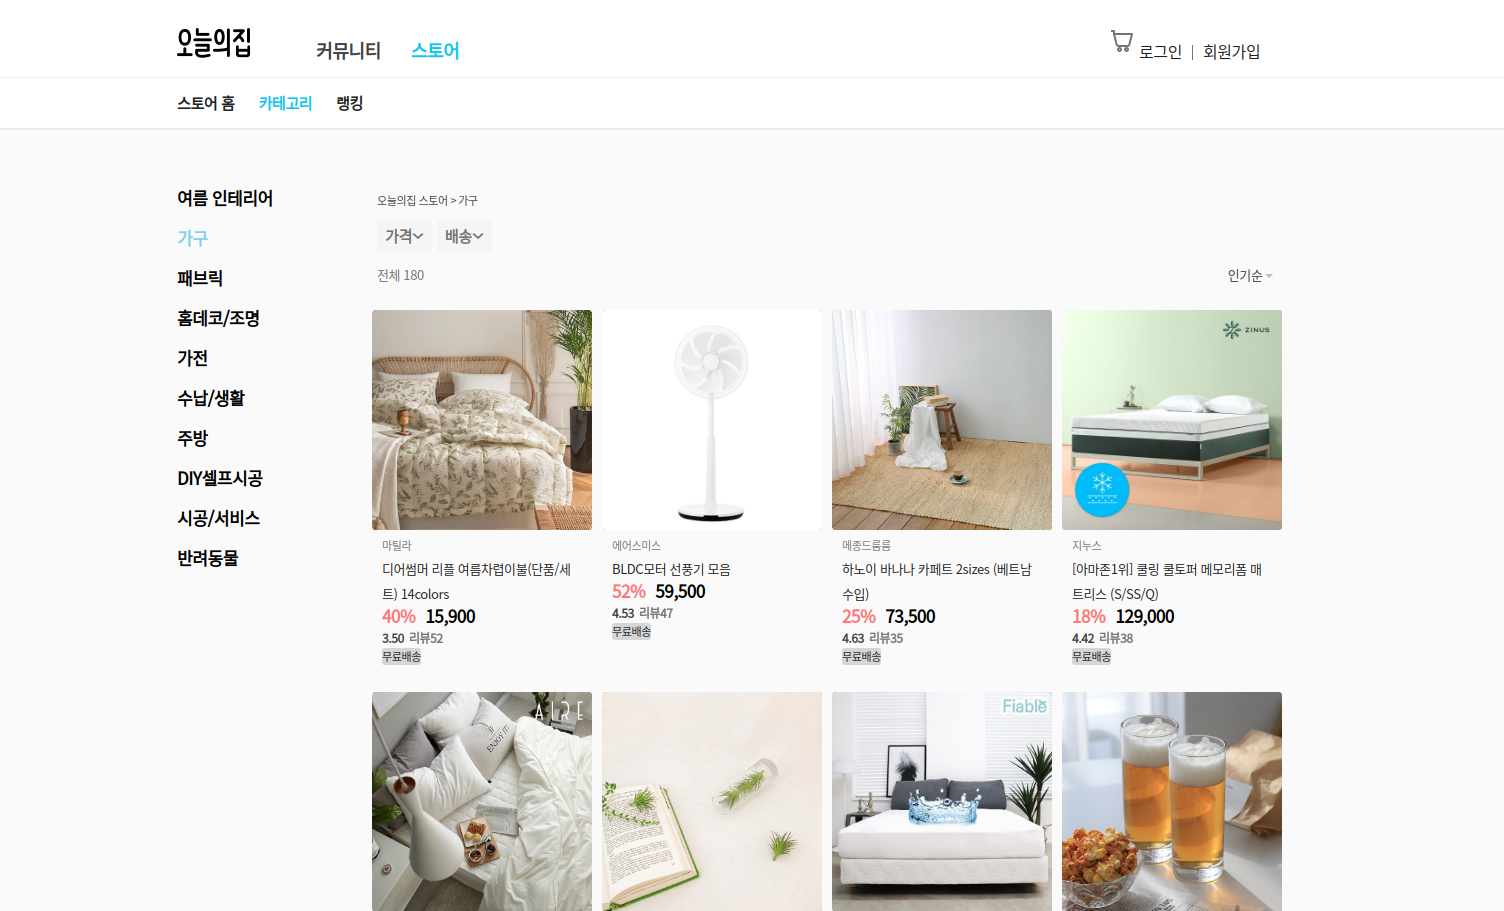 오늘의집
커뮤니티 스토어
로그인 | 회원가입
스토어 홈 카테고리 랭킹
여름 인테리어
가구
패브릭
홈데코/조명
가전
수납/생활
주방
DIY셀프시공
시공/서비스
반려동물
오늘의집 스토어 > 가구
가격 배송
전체 180
인기순
ZINUS
마틸라
디어썸머 리플 여름차렵이불(단품/세
트) 14colors
40% 15,900
3.50 리뷰52
무료배송
에어스미스
BLDC모터 선풍기 모음
52% 59,500
4.53 리뷰47
무료배송
메종드룸룸
하노이 바나나 카페트 2sizes (베트남
수입)
25% 73,500
4.63 리뷰35
무료배송
지누스
[아마존1위] 쿨링 쿨토퍼 메모리폼 매
트리스 (S/SS/Q)
18% 129,000
4.42 리뷰38
무료배송
AIRE
ENJOY IT
Fiable